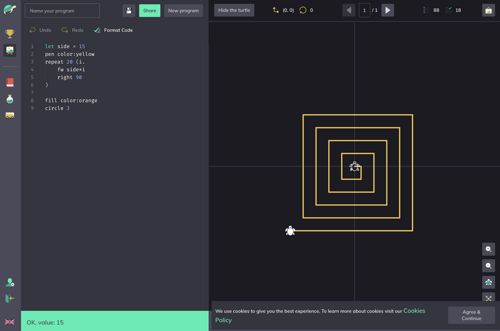 Name your program
Share
New program
Hide the turtle
(0, 0)
0
1
/ 1
88
18
Undo
Redo
Format Code
1 let side = 15
2 pen color:yellow
3 repeat 20 (i,
4 fw side*i
5 right 90
6 )
7
8 fill color:orange
9 circle 3
OK, value: 15
We use cookies to give you the best experience. To learn more about cookies visit our Cookies
Policy
Agree &
Continue